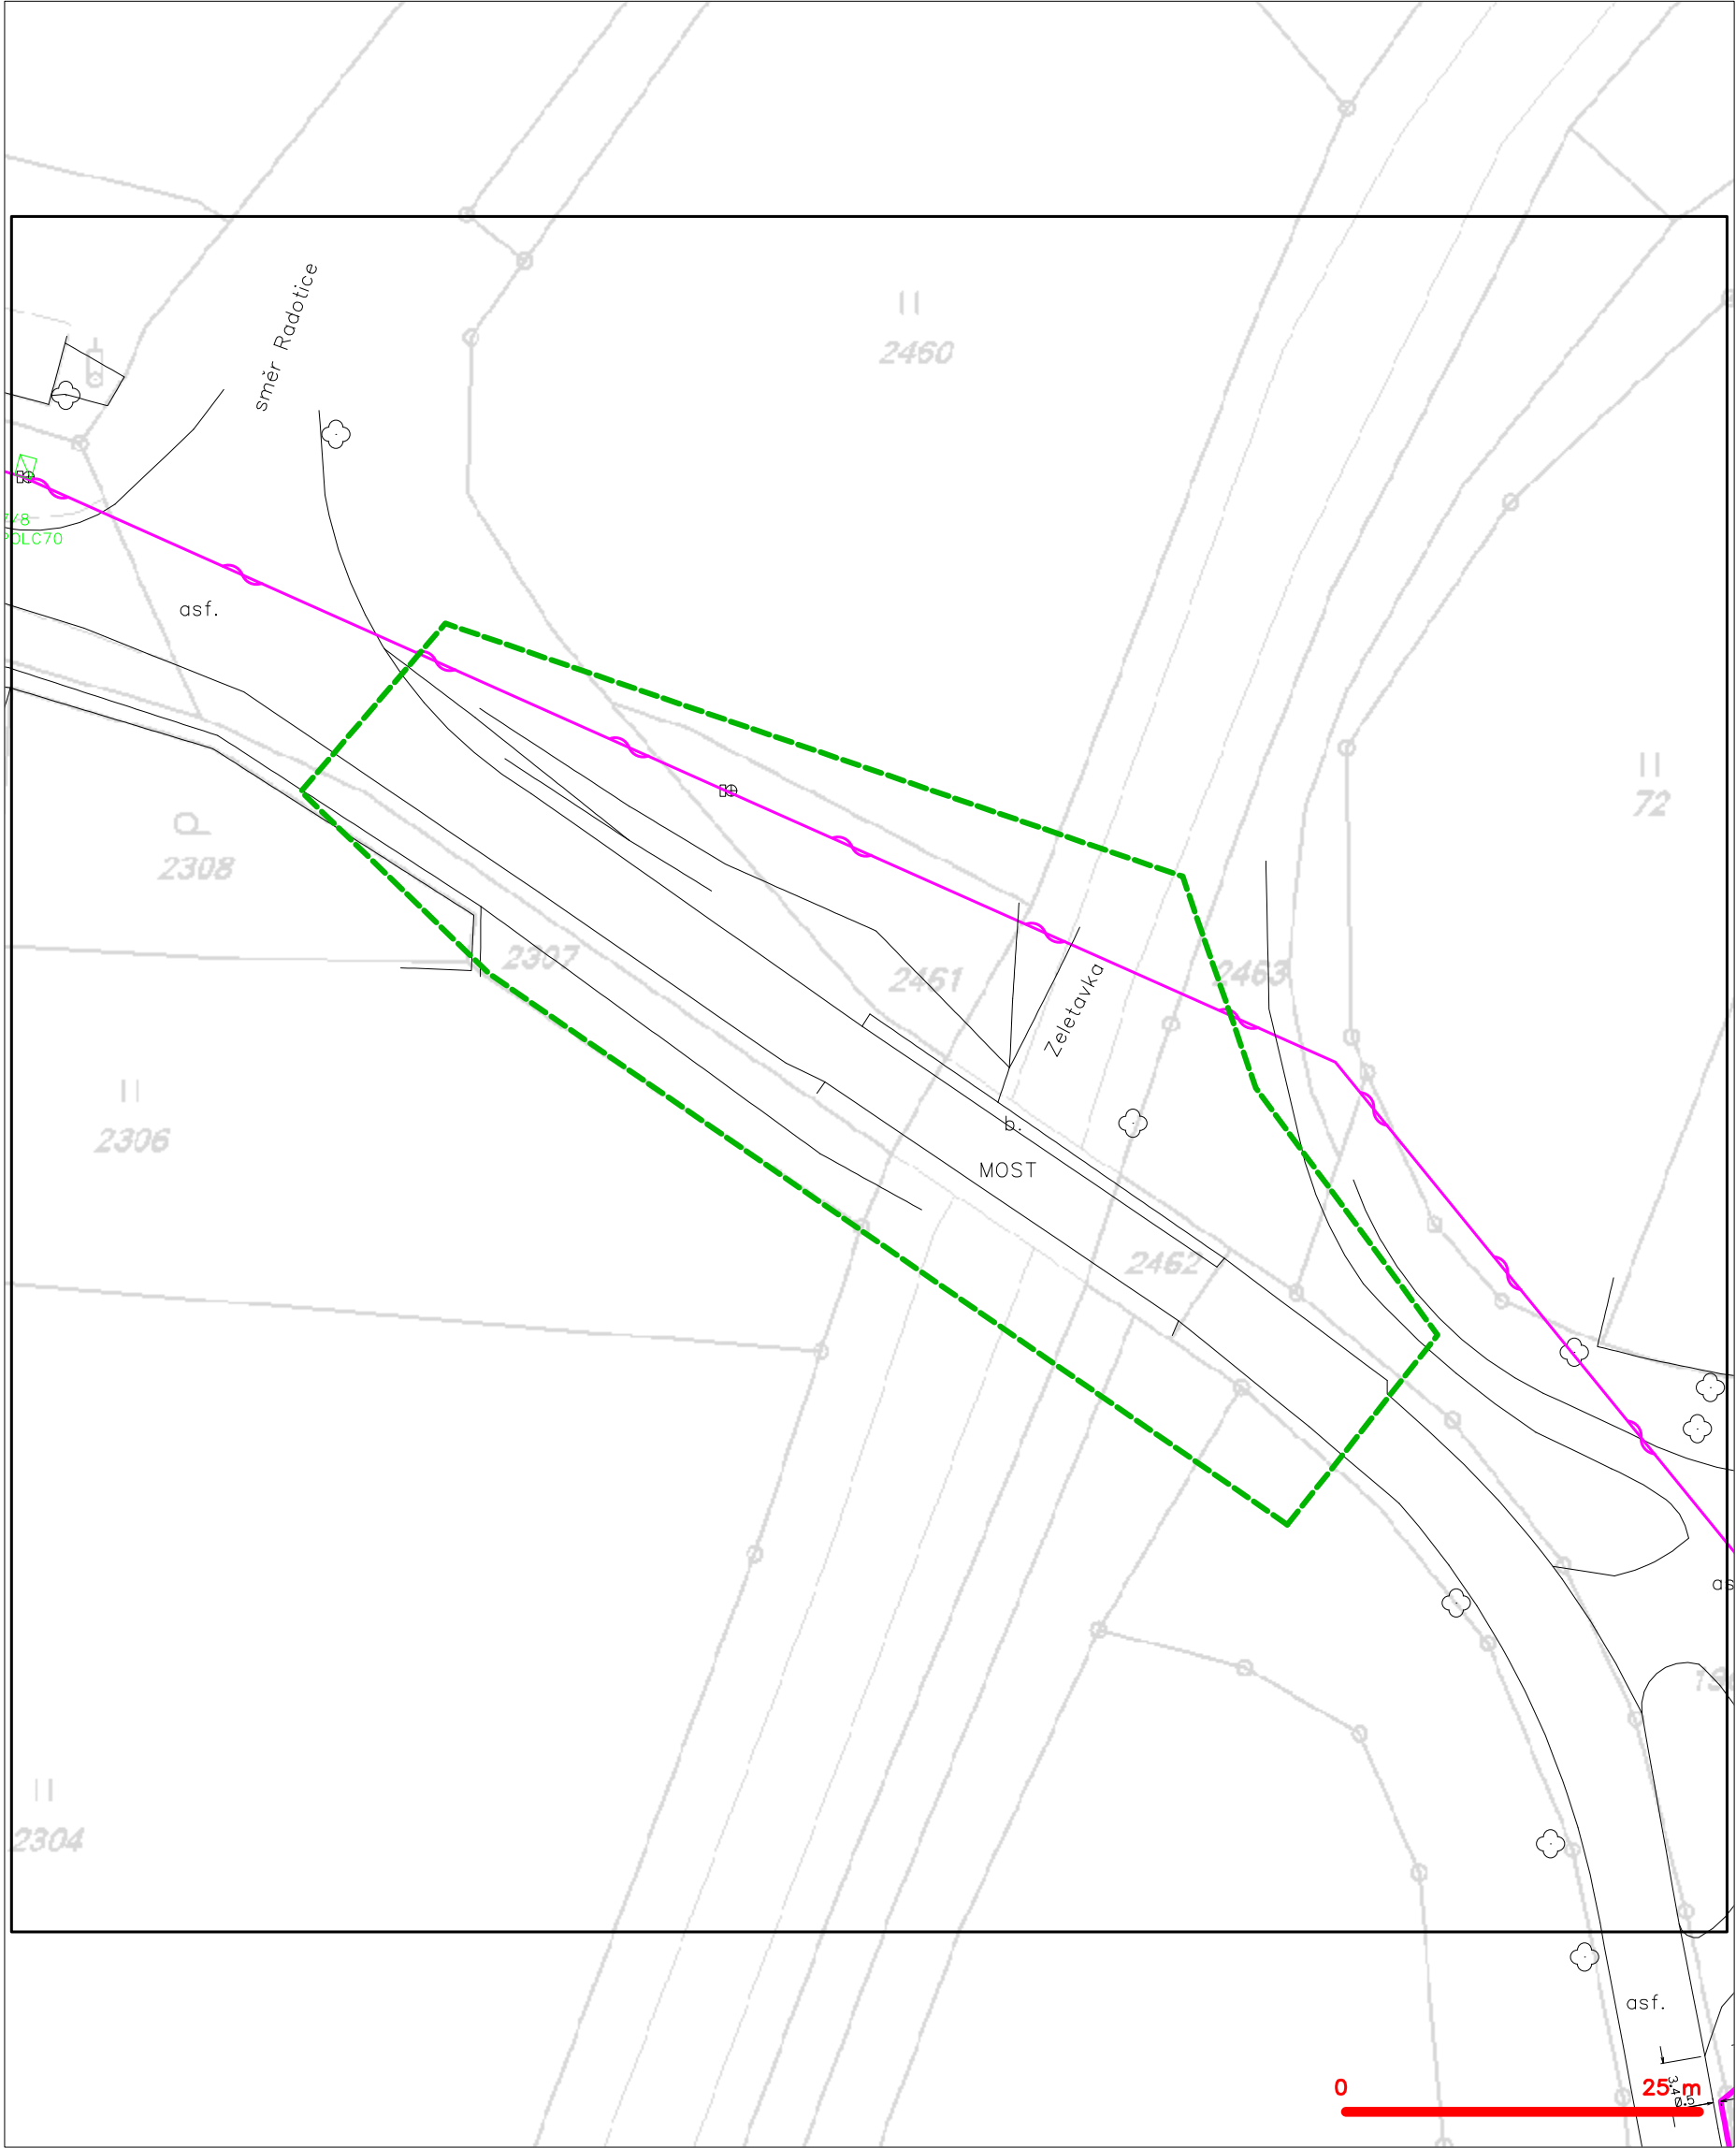 směr Radotice
2460
POLC70
asf.
72
2308
2307
2461
2463
Zeletavka
b.
2306
MOST
2462
2304
asf.
0
25 m